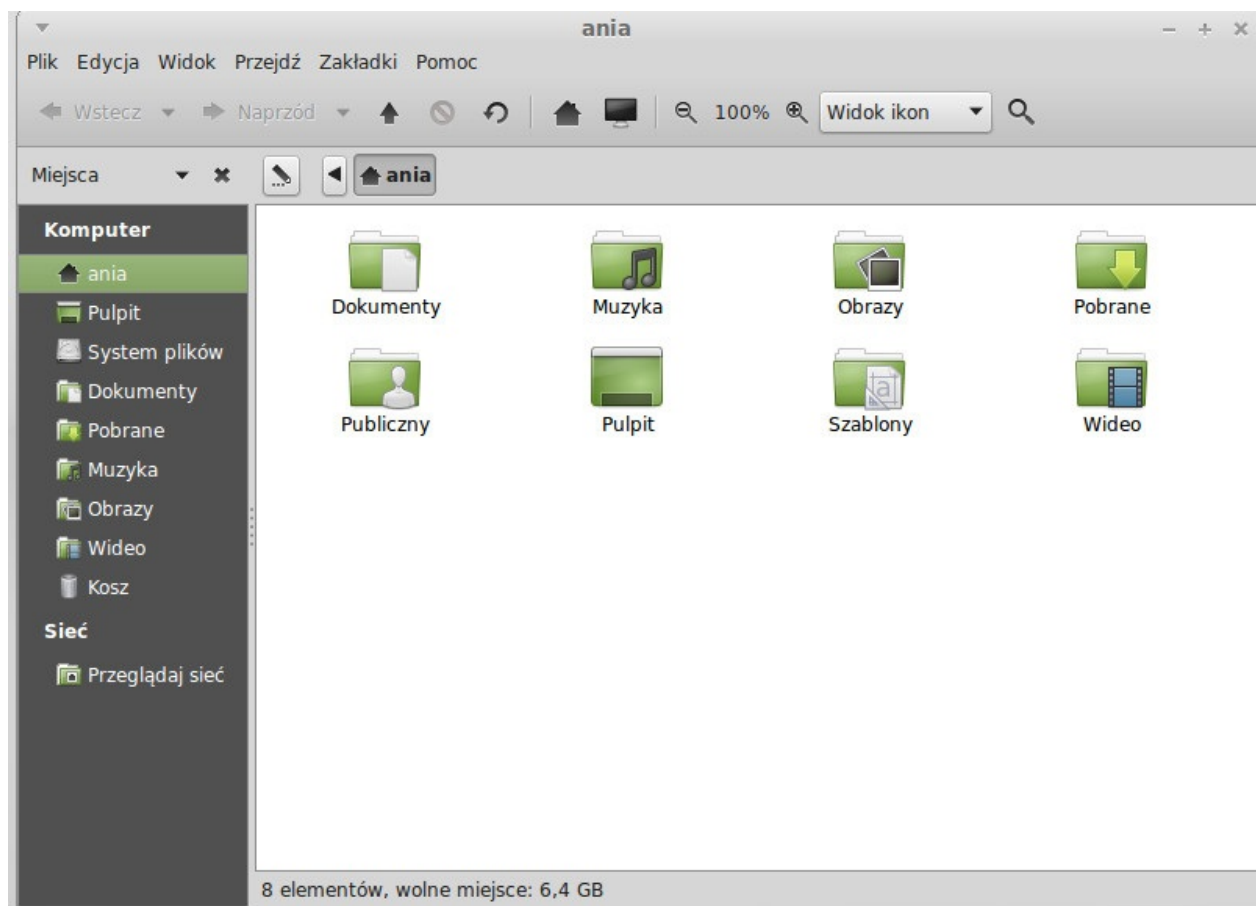 ania
Plik Edycja Widok Przejdź Zakładki Pomoc
Wstecz Naprzód 100% Widok ikon
Miejsca ania
Komputer
ania
Pulpit
System plików
Dokumenty
Pobrane
Muzyka
Obrazy
Wideo
Kosz
Sieć
Przeglądaj sieć
Dokumenty Muzyka Obrazy Pobrane
Publiczny Pulpit Szablony Wideo
8 elementów, wolne miejsce: 6,4 GB